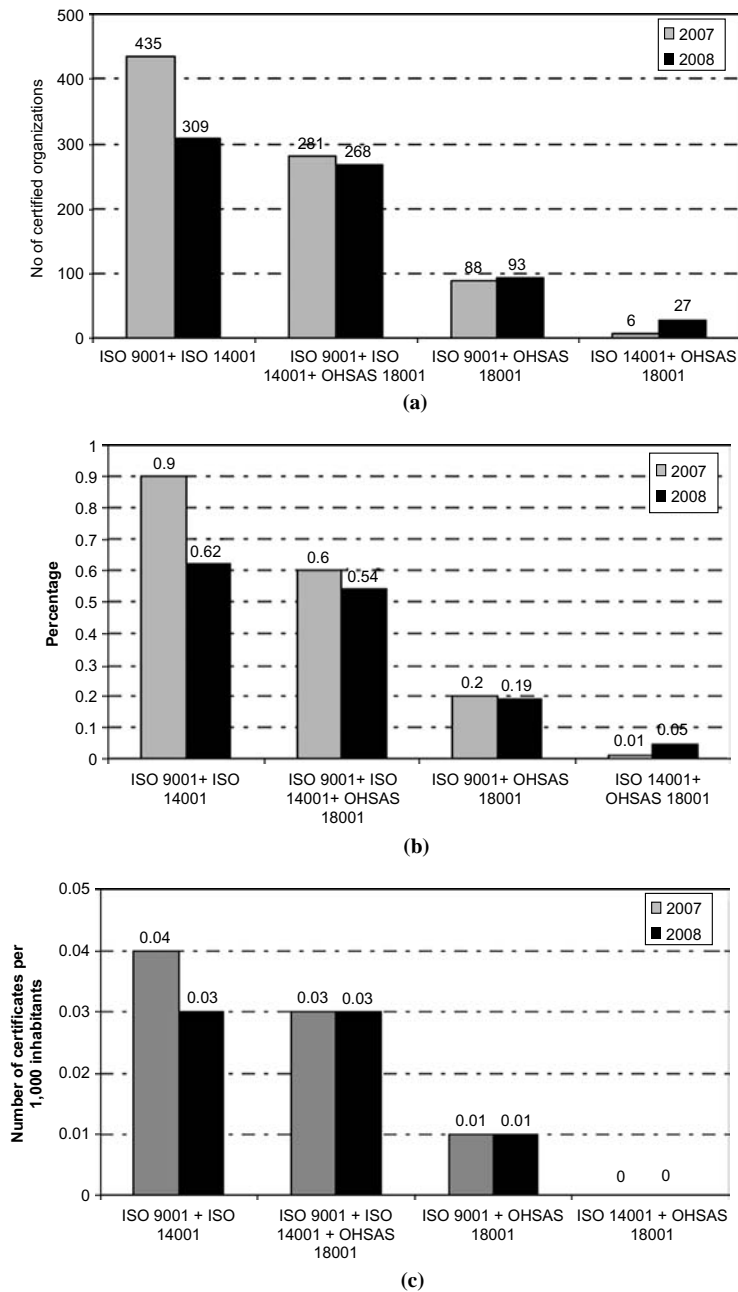 500
435
2007
2008
No of certified organizations
400
309
300
281
268
200
100
88
93
6
27
0
ISO 9001+ ISO 14001
ISO 9001+ ISO
14001+ OHSAS 18001
ISO 9001+ OHSAS
18001
ISO 14001+ OHSAS
18001
(a)
1
0.9
0.9
2007
2008
0.8
0.7
0.62
0.6
0.6
0.54
Percentage
0.5
0.4
0.3
0.2
0.2
0.19
0.1
0.01
0.05
0
ISO 9001+ ISO
14001
ISO 9001+ ISO
14001+ OHSAS
18001
ISO 9001+ OHSAS
18001
ISO 14001+
OHSAS 18001
(b)
0.05
2007
2008
0.04
0.04
Number of certificates per
1,000 inhabitants
0.03
0.03
0.03
0.03
0.02
0.01
0.01
0.01
0
0
0
ISO 9001 + ISO
14001
ISO 9001 + ISO
14001 + OHSAS
18001
ISO 9001 + OHSAS
18001
ISO 14001 + OHSAS
18001
(c)